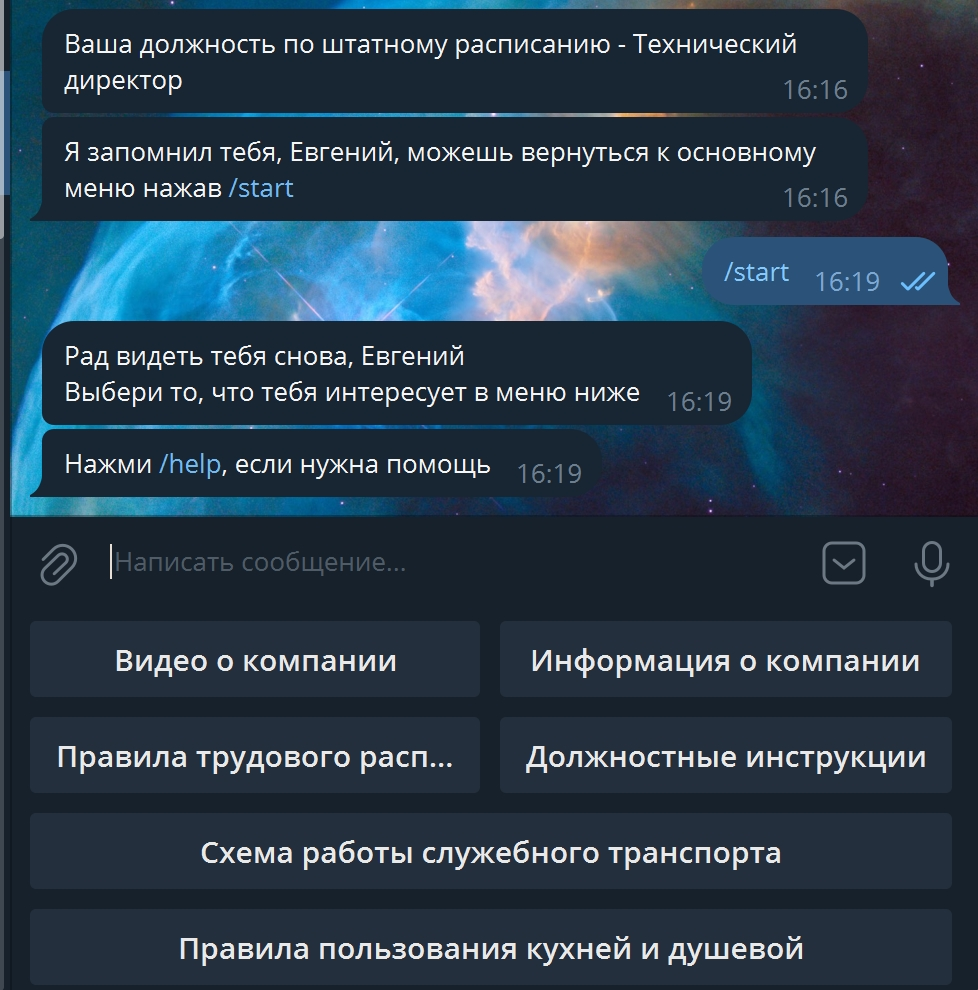 Ваша должность по штатному расписанию - Технический
директор
16:16
Я запомнил тебя, Евгений, можешь вернуться к основному
меню нажав /start
16:16
/start 16:19
Рад видеть тебя снова, Евгений
Выбери то, что тебя интересует в меню ниже 16:19
Нажми /help, если нужна помощь 16:19
Написать сообщение...
Видео о компании
Информация о компании
Правила трудового расп...
Должностные инструкции
Схема работы служебного транспорта
Правила пользования кухней и душевой